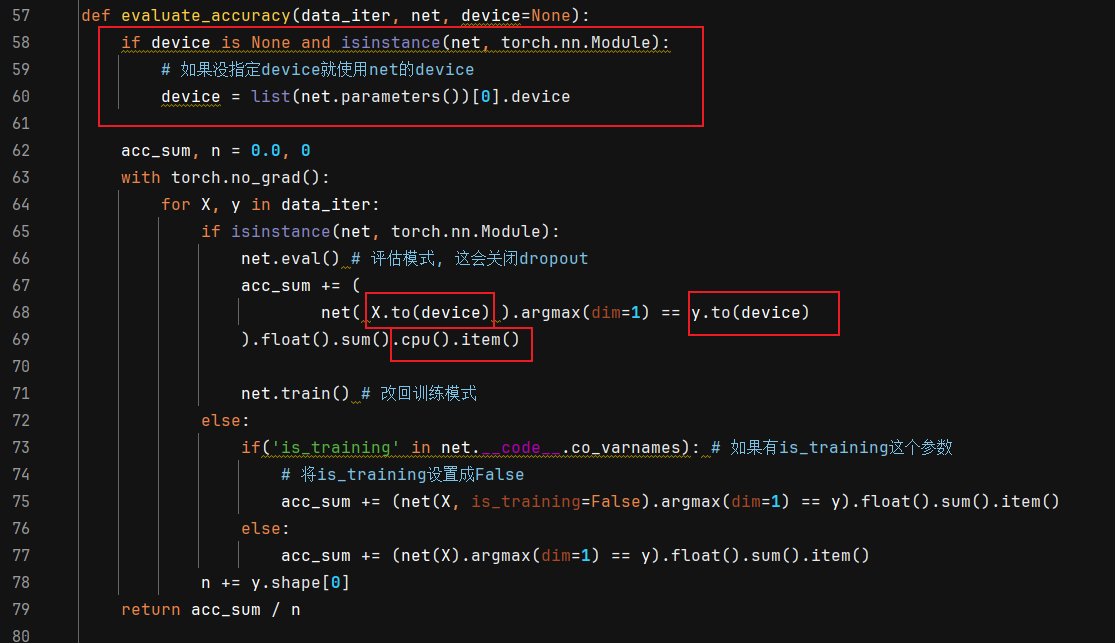 57 def evaluate_accuracy(data_iter, net, device=None):
58 if device is None and isinstance(net, torch.nn.Module):
59 # 如果没指定device就使用net的device
60 device = list(net.parameters())[0].device
61
62 acc_sum, n = 0.0, 0
63 with torch.no_grad():
64 for X, y in data_iter:
65 if isinstance(net, torch.nn.Module):
66 net.eval() # 评估模式, 这会关闭dropout
67 acc_sum += (
68 net( X.to(device) ).argmax(dim=1) == y.to(device)
69 ).float().sum().cpu().item()
70
71 net.train() # 改回训练模式
72 else:
73 if('is_training' in net.__code__.co_varnames): # 如果有is_training这个参数
74 # 将is_training设置成False
75 acc_sum += (net(X, is_training=False).argmax(dim=1) == y).float().sum().item()
76 else:
77 acc_sum += (net(X).argmax(dim=1) == y).float().sum().item()
78 n += y.shape[0]
79 return acc_sum / n
80